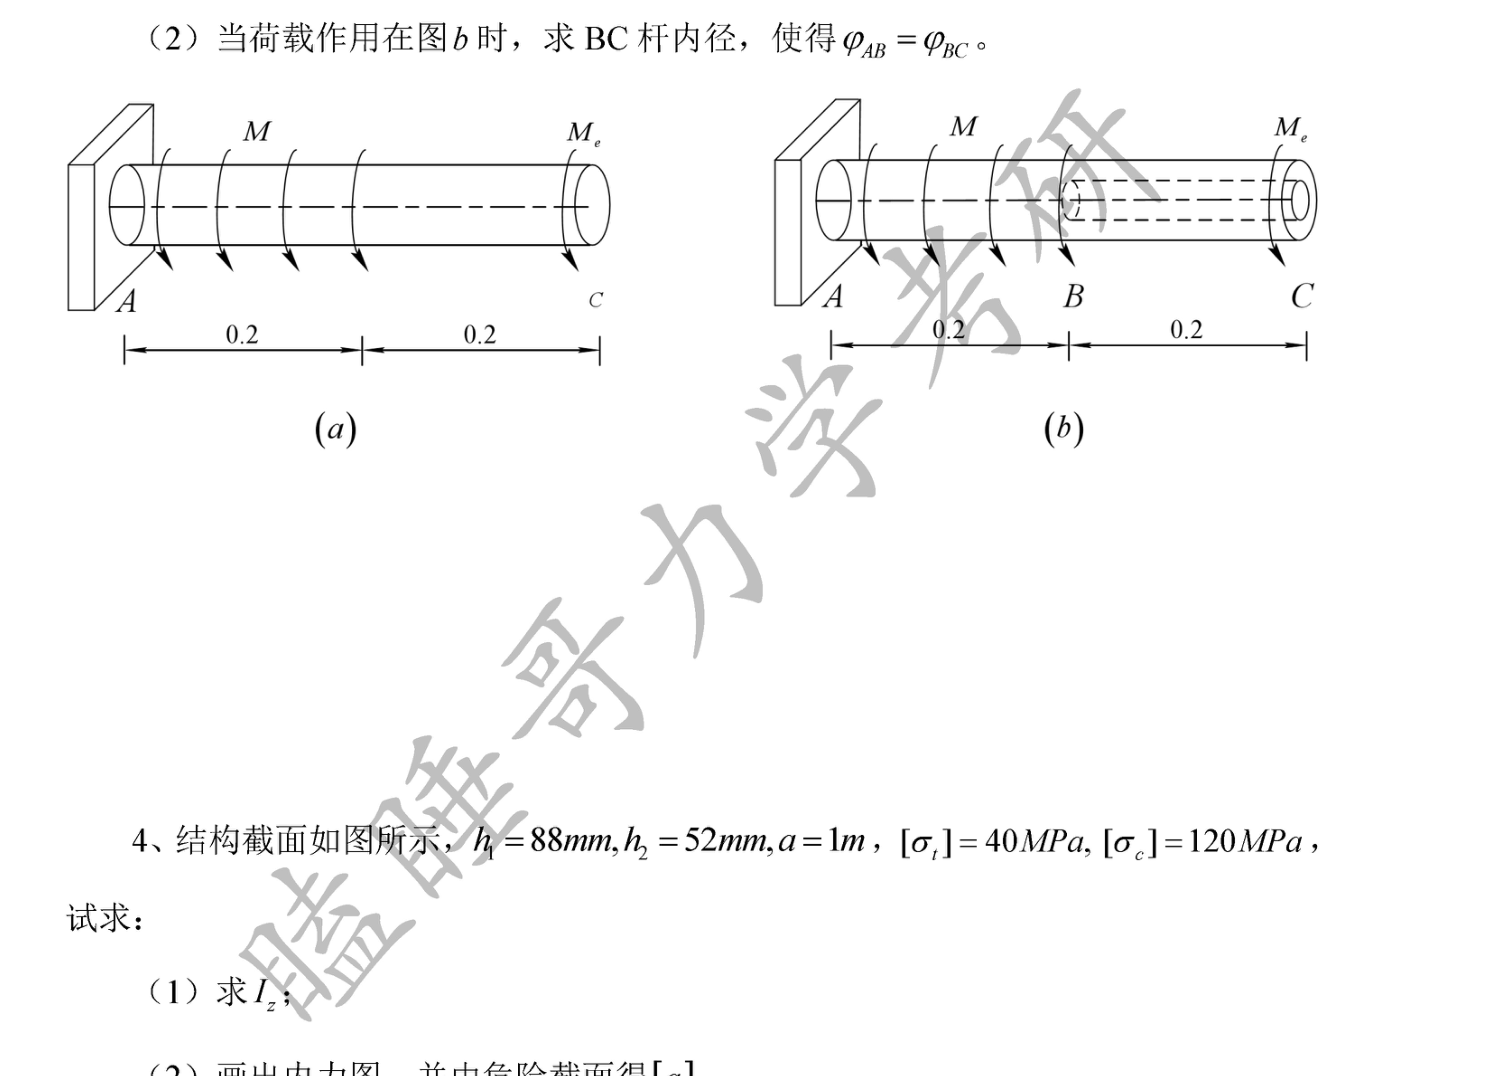 （2）当荷载作用在图b时，求 BC 杆内径，使得φ_AB = φ_BC。
M M_e
A C
0.2 0.2
(a)
M M_e
A B C
0.2 0.2
(b)
瞌睡哥力学考研
4、结构截面如图所示，h₁=88mm,h₂=52mm,a=1m，[σ_t]=40MPa,[σ_c]=120MPa，
试求：
（1）求I_z；